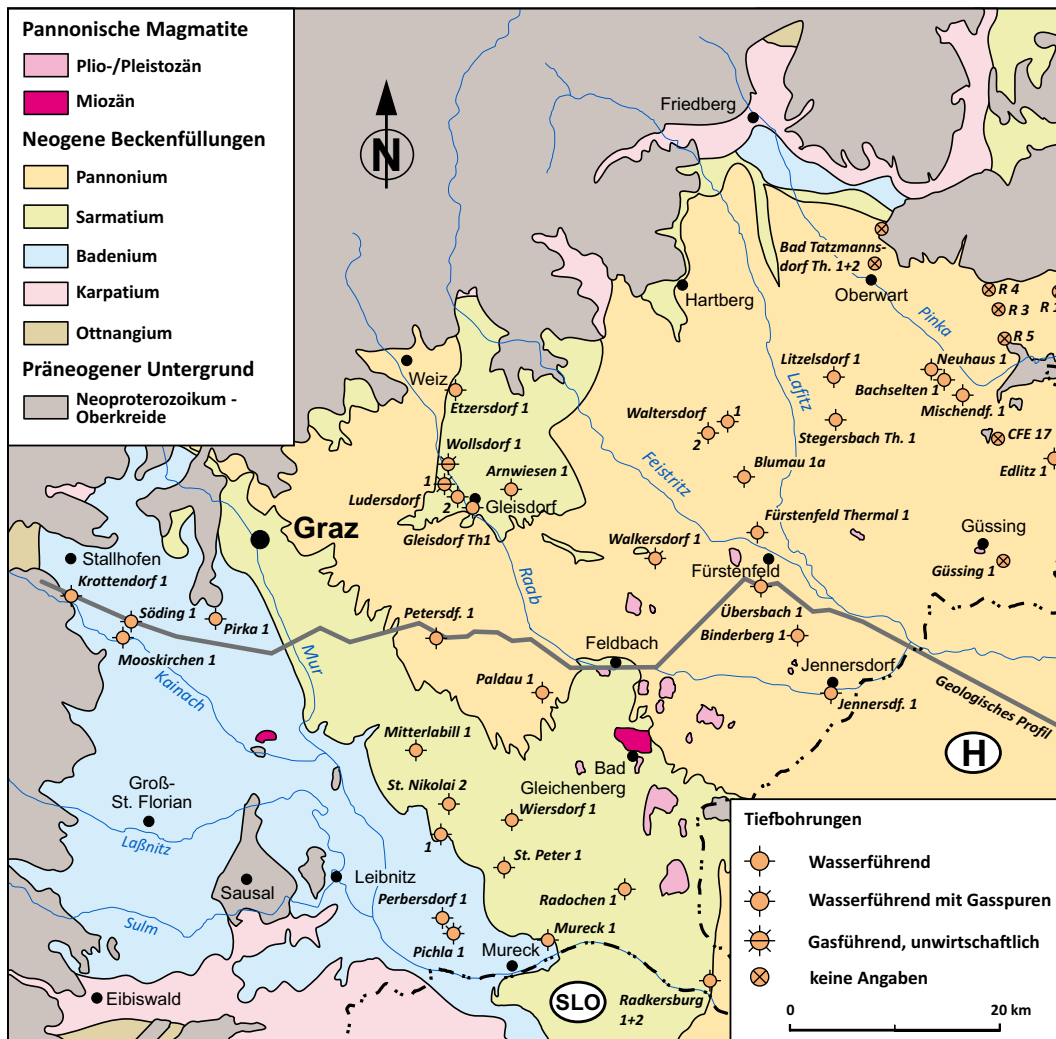 Pannonische Magmatite
Plio-/Pleistozän
Miozän
Neogene Beckenfüllungen
Pannonium
Sarmatium
Badenium
Karpatium
Ottnangium
Präneogener Untergrund
Neoproterozoikum -
Oberkreide
N
Friedberg
Bad Tatzmanns-
dorf Th. 1+2
Oberwart
Hartberg
R 4
R 3
R 1
R 5
Pinka
Lafitz
Weiz
Etzersdorf 1
Litzelsdorf 1
Neuhaus 1
Bachselten 1
Mischendf. 1
Waltersdorf
1
2
Stegersbach Th. 1
CFE 17
Edlitz 1
Wollsdorf 1
Arnwiesen 1
1
Ludersdorf
2
Gleisdorf
Gleisdorf Th1
Feistritz
Blumau 1a
Fürstenfeld Thermal 1
Graz
Walkersdorf 1
Güssing
Güssing 1
Stallhofen
Krottendorf 1
Söding 1
Pirka 1
Mooskirchen 1
Raab
Fürstenfeld
Übersbach 1
Binderberg 1
Petersdf. 1
Feldbach
Mur
Kainach
Paldau 1
Jennersdorf
Jennersdf. 1
Geologisches Profil
H
Mitterlabill 1
Bad
Gleichenberg
St. Nikolai 2
1
Wiersdorf 1
Groß-
St. Florian
Laßnitz
St. Peter 1
Leibnitz
Sausal
Radochen 1
Perbersdorf 1
Pichla 1
Mureck 1
Mureck
Sulm
Eibiswald
SLO
Radkersburg
1+2
Tiefbohrungen
Wasserführend
Wasserführend mit Gasspuren
Gasführend, unwirtschaftlich
keine Angaben
0
20 km